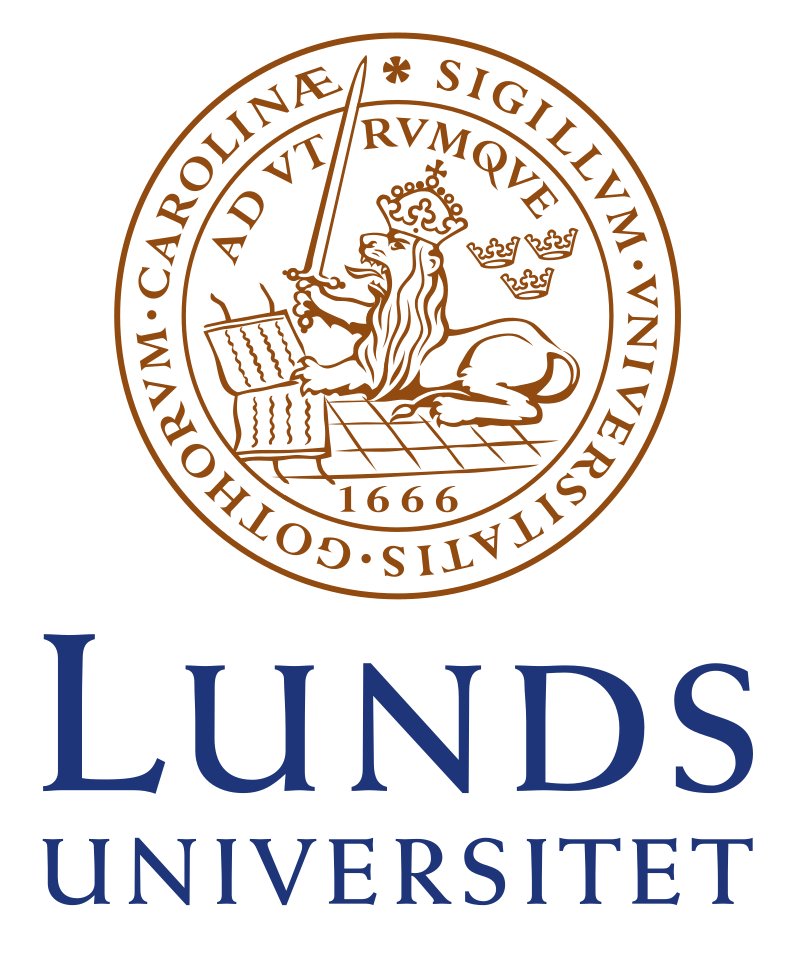 * SIGILLVM · VNIVERSITATIS · GOTHORVM · CAROLINÆ
AD VTRVMQVE
1666
LUNDS
UNIVERSITET